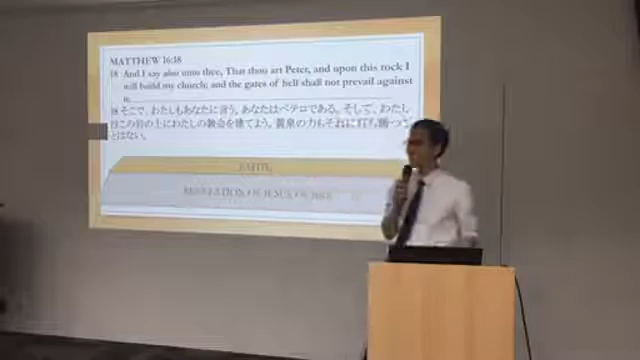 MATTHEW 16:18
18 And I say also unto thee, That thou art Peter, and upon this rock I
will build my church; and the gates of hell shall not prevail against
it.
18 そこで、わたしもあなたに言う。あなたはペテロである。そして、わたし
はこの岩の上にわたしの教会を建てよう。黄泉の力もそれに打ち勝つこ
とはない。
FAITH
REVELATION OF JESUS CHRIST